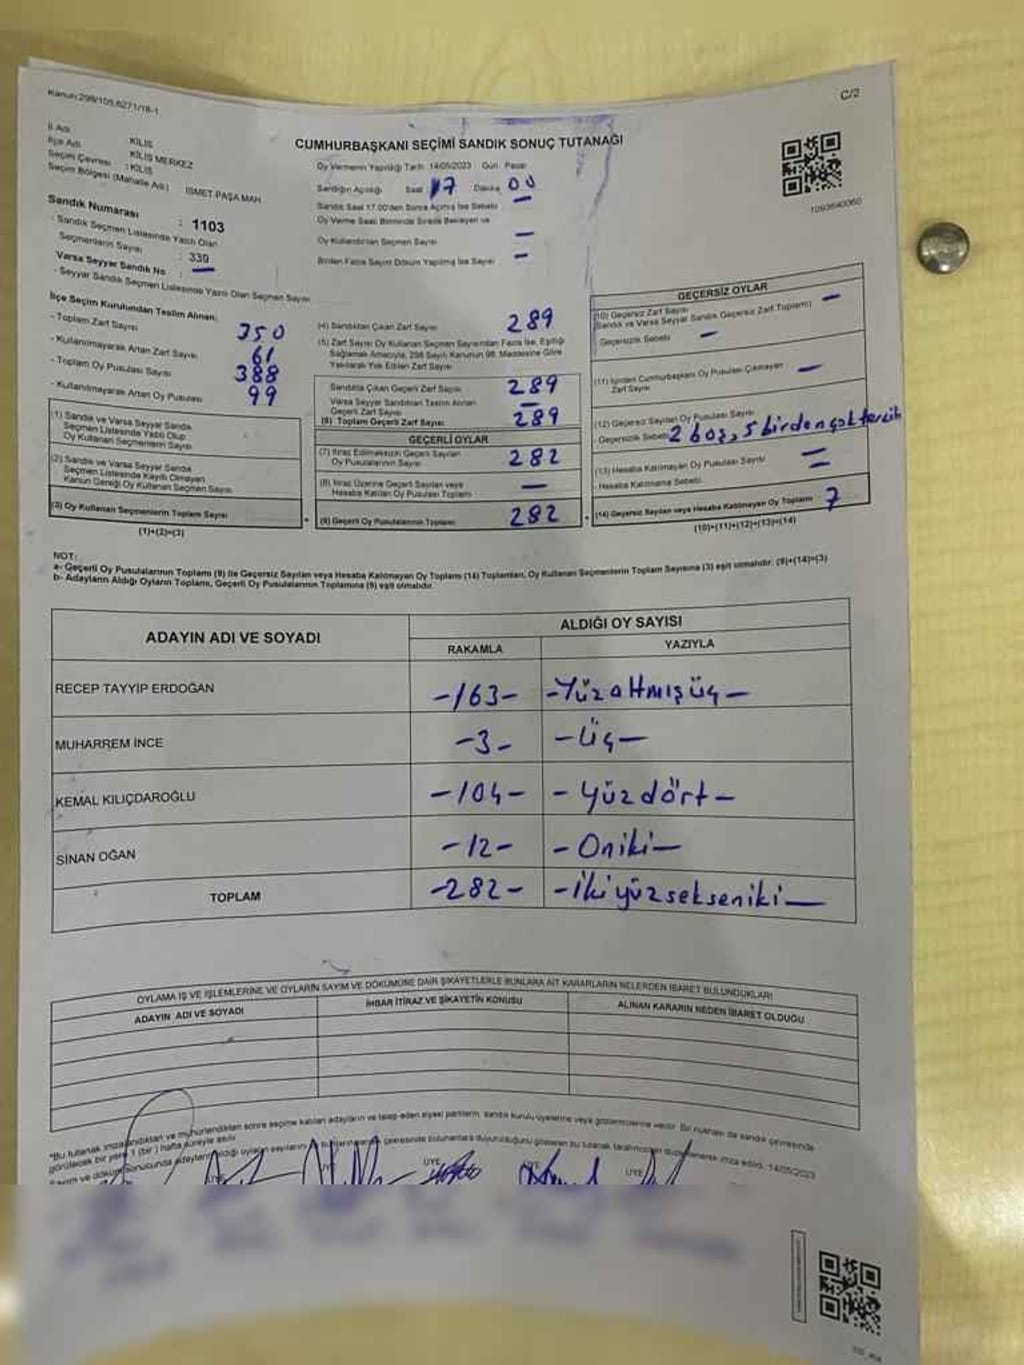 Kanun:298/105,6271/18-1
C/2
İl Adı : KİLİS
İlçe Adı : KİLİS MERKEZ
Seçim Çevresi : KİLİS
Seçim Bölgesi (Mahalle Adı) : İSMET PAŞA MAH
CUMHURBAŞKANI SEÇİMİ SANDIK SONUÇ TUTANAĞI
Oy Vermenin Yapıldığı Tarih: 14/05/2023 Gün: Pazar
Sandığın Açıldığı Saat 17 Dakika 00
Sandık Saat 17.00'den Sonra Açılmış İse Sebebi —
Oy Verme Saati Bitiminde Sırada Bekleyen ve
Oy Kullandırılan Seçmen Sayısı —
Birden Fazla Sayım Döküm Yapılmış İse Sayısı —
1093640060
Sandık Numarası : 1103
- Sandık Seçmen Listesinde Yazılı Olan
Seçmenlerin Sayısı : 339
Varsa Seyyar Sandık No : —
- Seyyar Sandık Seçmen Listesinde Yazılı Olan Seçmen Sayısı
İlçe Seçim Kurulundan Teslim Alınan:
- Toplam Zarf Sayısı 350
- Kullanılmayarak Artan Zarf Sayısı 61
- Toplam Oy Pusulası Sayısı 388
- Kullanılmayarak Artan Oy Pusulası 99
(1) Sandık ve Varsa Seyyar Sandık
Seçmen Listesinde Yazılı Olup
Oy Kullanan Seçmenlerin Sayısı
(2) Sandık ve Varsa Seyyar Sandık
Seçmen Listesinde Kayıtlı Olmayan
Kanun Gereği Oy Kullanan Seçmen Sayısı
(3) Oy Kullanan Seçmenlerin Toplam Sayısı
(1)+(2)=(3)
(4) Sandıktan Çıkan Zarf Sayısı 289
(5) Zarf Sayısı Oy Kullanan Seçmen Sayısından Fazla İse, Eşitliği
Sağlamak Amacıyla, 298 Sayılı Kanunun 98. Maddesine Göre
Yakılarak Yok Edilen Zarf Sayısı
Sandıkta Çıkan Geçerli Zarf Sayısı 289
Varsa Seyyar Sandıktan Teslim Alınan
Geçerli Zarf Sayısı —
(6) Toplam Geçerli Zarf Sayısı 289
GEÇERLİ OYLAR
(7) İtiraz Edilmeksizin Geçerli Sayılan
Oy Pusulalarının Sayısı 282
(8) İtiraz Üzerine Geçerli Sayılan veya
Hesaba Katılan Oy Pusulası Toplamı —
(9) Geçerli Oy Pusulalarının Toplamı 282
GEÇERSİZ OYLAR
(10) Geçersiz Zarf Sayısı
(Sandık ve Varsa Seyyar Sandık Geçersiz Zarf Toplamı) —
Geçersizlik Sebebi —
(11) İçinden Cumhurbaşkanı Oy Pusulası Çıkmayan
Zarf Sayısı —
(12) Geçersiz Sayılan Oy Pusulası Sayısı
- Geçersizlik Sebebi 2 boş, 5 birden çok tercih
(13) Hesaba Katılmayan Oy Pusulası Sayısı —
- Hesaba Katılmama Sebebi —
(14) Geçersiz Sayılan veya Hesaba Katılmayan Oy Toplamı 7
(10)+(11)+(12)+(13)=(14)
NOT:
a- Geçerli Oy Pusulalarının Toplamı (9) ile Geçersiz Sayılan veya Hesaba Katılmayan Oy Toplamı (14) Toplamları, Oy Kullanan Seçmenlerin Toplam Sayısına (3) eşit olmalıdır. (9)+(14)=(3)
b- Adayların Aldığı Oyların Toplamı, Geçerli Oy Pusulalarının Toplamına (9) eşit olmalıdır.
ADAYIN ADI VE SOYADI
ALDIĞI OY SAYISI
RAKAMLA YAZIYLA
RECEP TAYYİP ERDOĞAN -163- -Yüzaltmışüç-
MUHARREM İNCE -3- -Üç-
KEMAL KILIÇDAROĞLU -104- -Yüzdört-
SİNAN OĞAN -12- -Oniki-
TOPLAM -282- -İkiyüzsekseniki-
OYLAMA İŞ VE İŞLEMLERİNE VE OYLARIN SAYIM VE DÖKÜMÜNE DAİR ŞİKAYETLERLE BUNLARA AİT KARARLARIN NELERDEN İBARET BULUNDUKLARI
ADAYIN ADI VE SOYADI İHBAR İTİRAZ VE ŞİKAYETİN KONUSU ALINAN KARARIN NEDEN İBARET OLDUĞU
"Bu tutanak imzalandıktan ve mühürlendikten sonra seçime katılan adayların ve talep eden siyasi partilerin, sandık kurulu üyelerine veya gözlemcilerine verilir. Bir nüshası da sandık çevresinde
görülecek bir yere 1 (bir) hafta süreyle asılır.
14/05/2023
ÜYE ÜYE ÜYE ÜYE